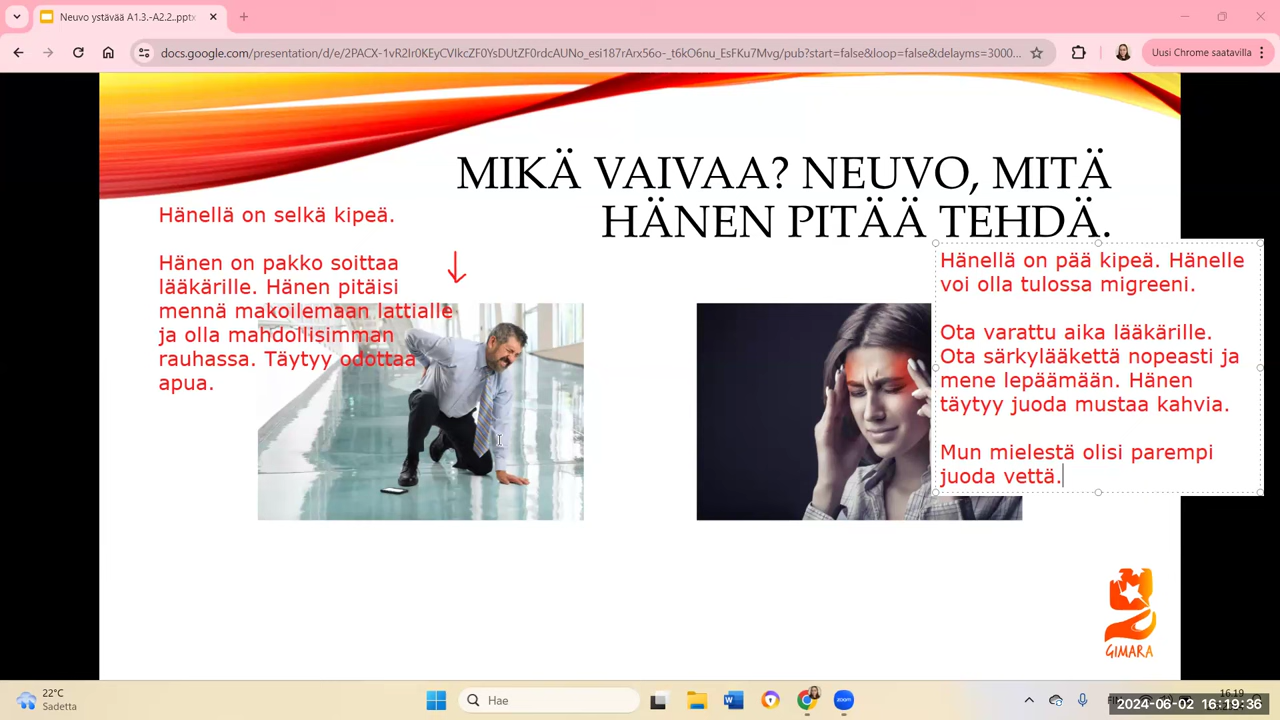 Neuvo ystävää A1.3.-A2.2..pptx
docs.google.com/presentation/d/e/2PACX-1vR2Ir0KEyCVIkcZF0YsDUtZF0rdcAUNo_esi187rArx56o-_t6kO6nu_EsFKu7Mvg/pub?start=false&loop=false&delayms=3000...
Uusi Chrome saatavilla
MIKÄ VAIVAA? NEUVO, MITÄ
HÄNEN PITÄÄ TEHDÄ.
Hänellä on selkä kipeä.
Hänen on pakko soittaa
lääkärille. Hänen pitäisi
mennä makoilemaan lattialle
ja olla mahdollisimman
rauhassa. Täytyy odottaa
apua.
Hänellä on pää kipeä. Hänelle
voi olla tulossa migreeni.
Ota varattu aika lääkärille.
Ota särkylääkettä nopeasti ja
mene lepäämään. Hänen
täytyy juoda mustaa kahvia.
Mun mielestä olisi parempi
juoda vettä.
GIMARA
22°C
Sadetta
Hae
zoom
16.19
2024-06-02 16:19:36